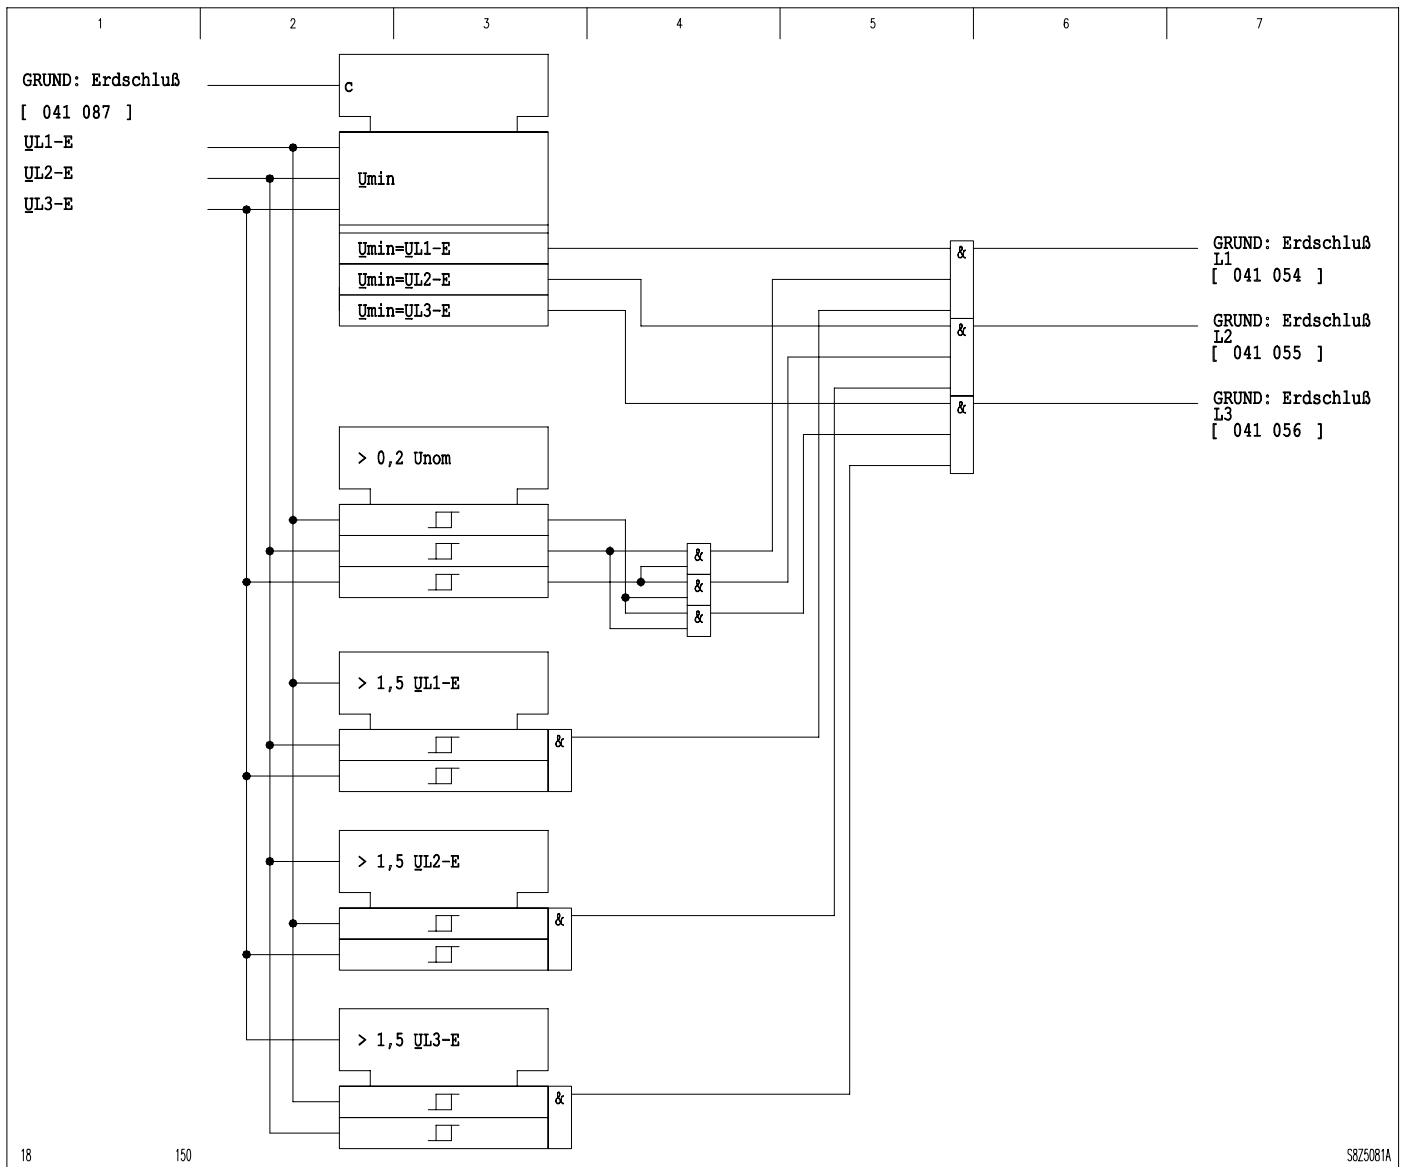 1 2 3 4 5 6 7
GRUND: Erdschluß
[ 041 087 ]
C
UL1-E
UL2-E
UL3-E
Umin
Umin=UL1-E
Umin=UL2-E
Umin=UL3-E
&
GRUND: Erdschluß
L1
[ 041 054 ]
&
GRUND: Erdschluß
L2
[ 041 055 ]
&
GRUND: Erdschluß
L3
[ 041 056 ]
> 0,2 Unom
&
&
&
> 1,5 UL1-E
&
> 1,5 UL2-E
&
> 1,5 UL3-E
&
18 150 S8Z5081A